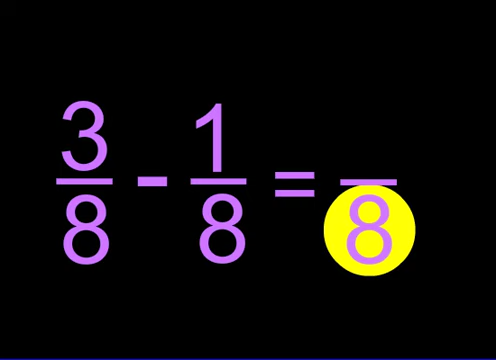 3/8 - 1/8 = /8